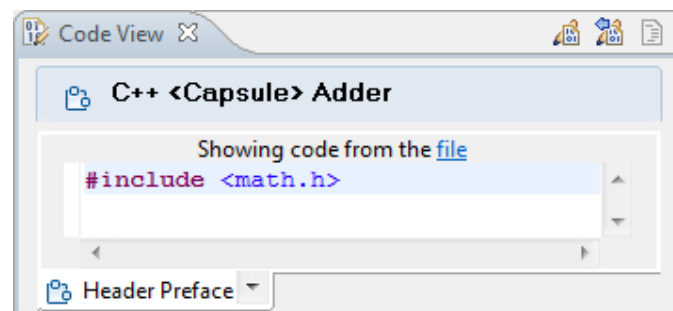 Code View
C++ <Capsule> Adder
Showing code from the file
#include <math.h>
Header Preface